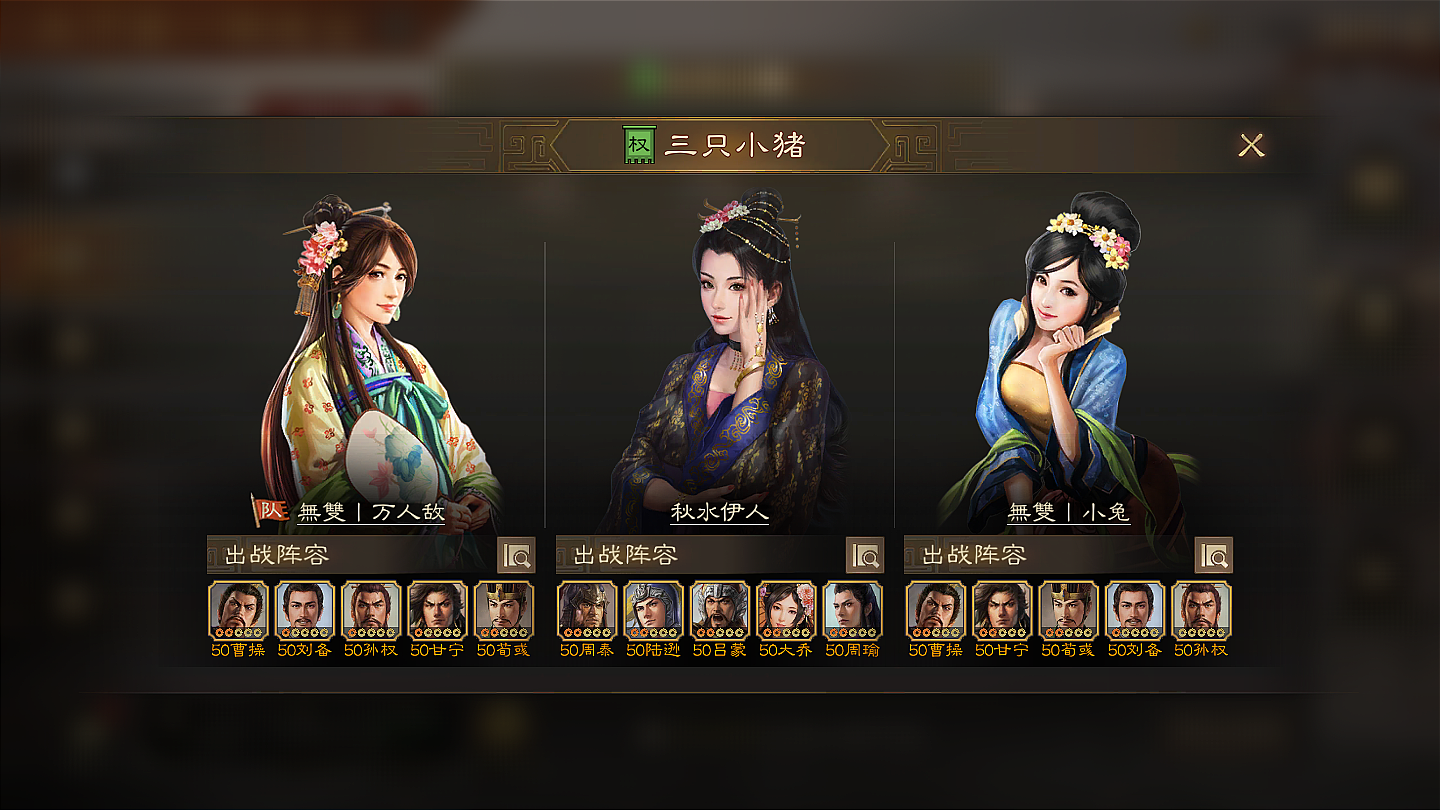 权 三只小猪
队 無雙丨万人敌
秋水伊人
無雙丨小兔
出战阵容
出战阵容
出战阵容
50曹操 50刘备 50孙权 50甘宁 50荀彧
50周泰 50陆逊 50吕蒙 50大乔 50周瑜
50曹操 50甘宁 50荀彧 50刘备 50孙权